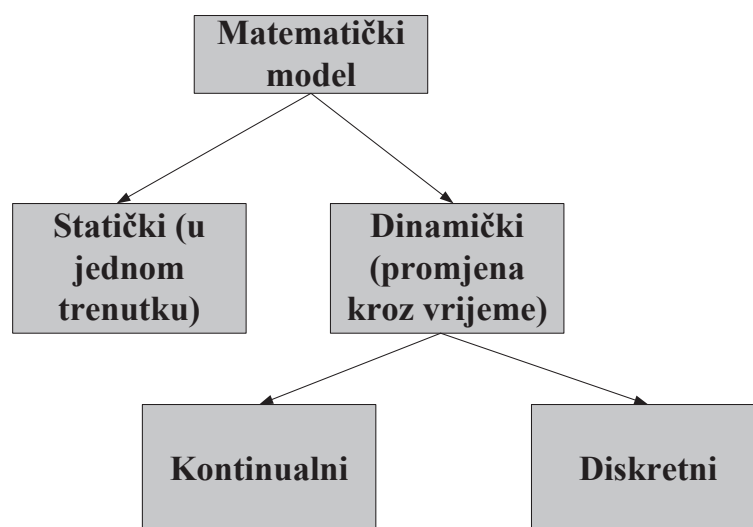 Matematički
model
Statički (u
jednom
trenutku)
Dinamički
(promjena
kroz vrijeme)
Kontinualni
Diskretni